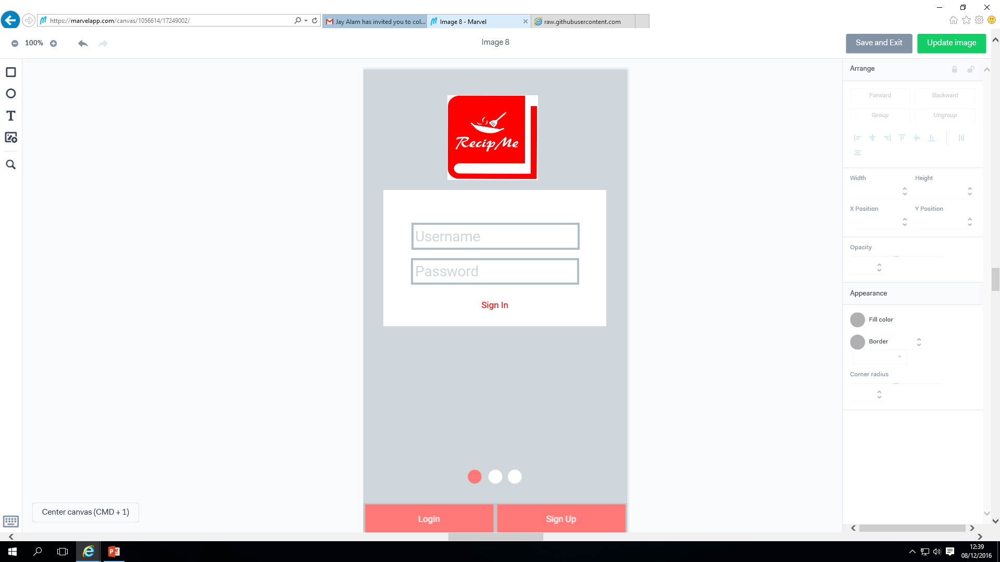 https://marvelapp.com/canvas/1056614/17249002/
Jay Alam has invited you to col...
Image 8 - Marvel
raw.githubusercontent.com
100%
Image 8
Save and Exit
Update image
T
Arrange
Forward
Backward
Group
Ungroup
Width
Height
X Position
Y Position
Opacity
Appearance
Fill color
Border
Corner radius
RecipMe
Username
Password
Sign In
Login
Sign Up
Center canvas (CMD + 1)
12:39
08/12/2016